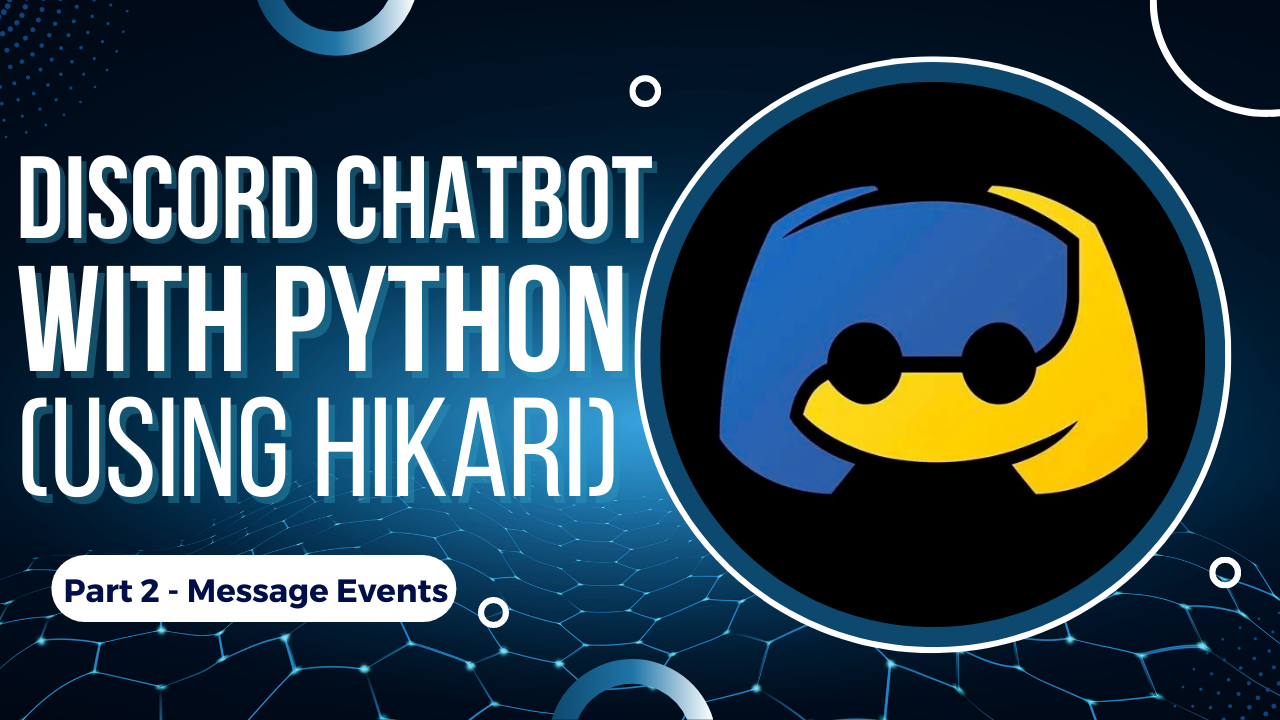 DISCORD CHATBOT
WITH PYTHON
(USING HIKARI)
Part 2 - Message Events